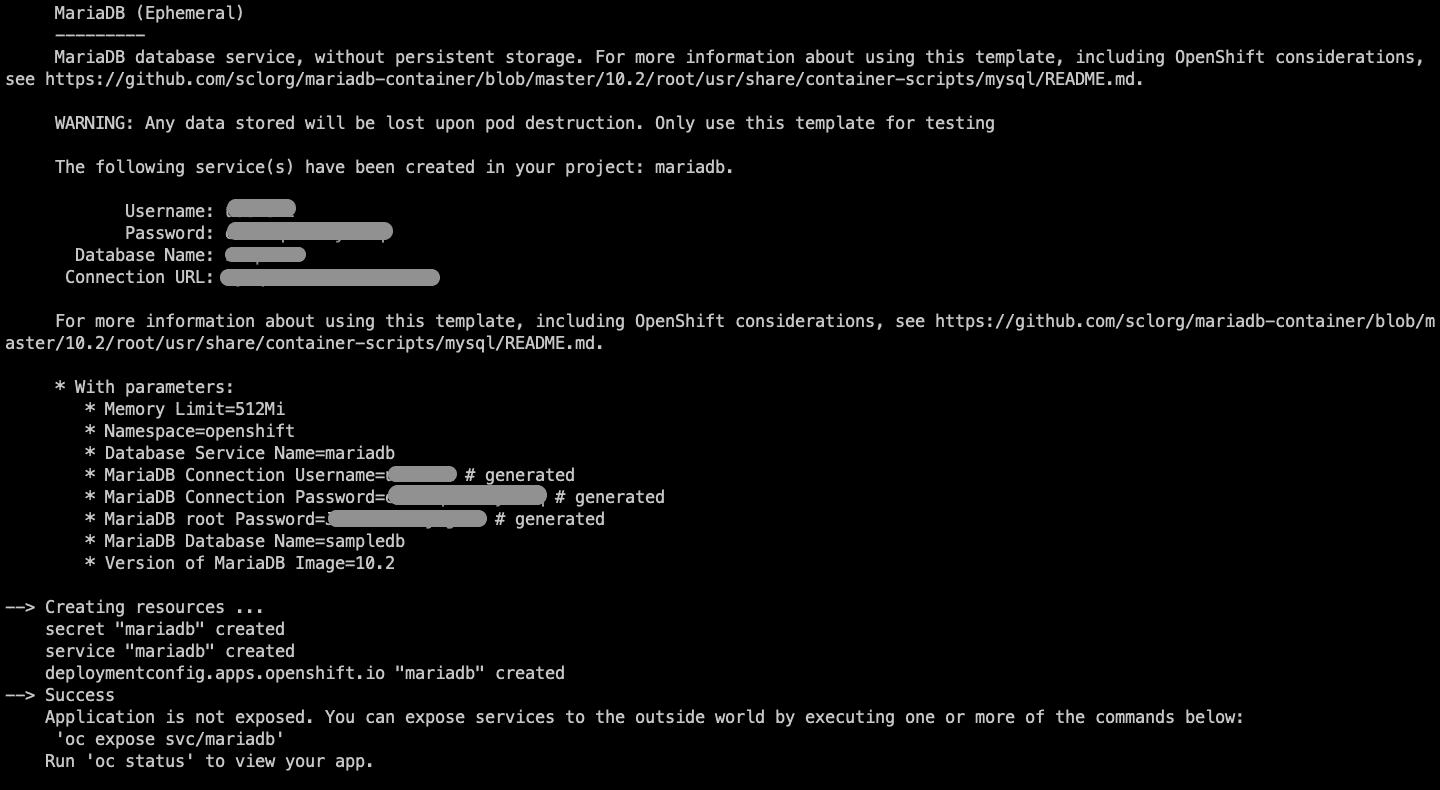 MariaDB (Ephemeral)
---------
MariaDB database service, without persistent storage. For more information about using this template, including OpenShift considerations,
see https://github.com/sclorg/mariadb-container/blob/master/10.2/root/usr/share/container-scripts/mysql/README.md.
WARNING: Any data stored will be lost upon pod destruction. Only use this template for testing
The following service(s) have been created in your project: mariadb.
Username:
Password:
Database Name:
Connection URL:
For more information about using this template, including OpenShift considerations, see https://github.com/sclorg/mariadb-container/blob/m
aster/10.2/root/usr/share/container-scripts/mysql/README.md.
* With parameters:
* Memory Limit=512Mi
* Namespace=openshift
* Database Service Name=mariadb
* MariaDB Connection Username= # generated
* MariaDB Connection Password= # generated
* MariaDB root Password= # generated
* MariaDB Database Name=sampledb
* Version of MariaDB Image=10.2
--> Creating resources ...
secret "mariadb" created
service "mariadb" created
deploymentconfig.apps.openshift.io "mariadb" created
--> Success
Application is not exposed. You can expose services to the outside world by executing one or more of the commands below:
'oc expose svc/mariadb'
Run 'oc status' to view your app.